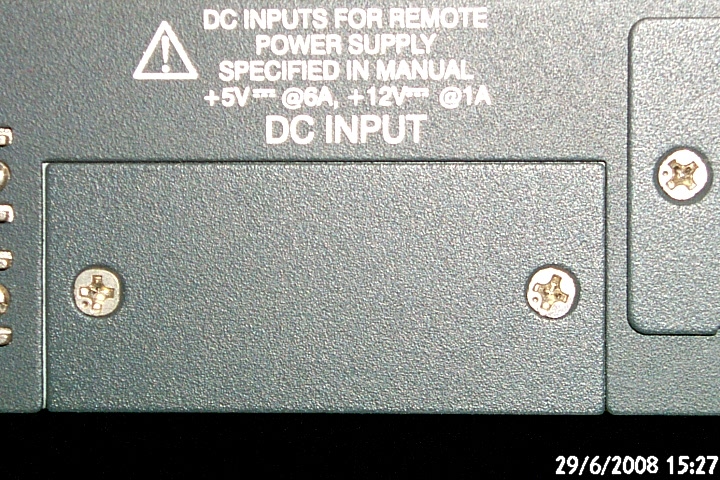 DC INPUTS FOR REMOTE
POWER SUPPLY
SPECIFIED IN MANUAL
+5V⎓ @6A, +12V⎓ @1A
DC INPUT
29/6/2008 15:27